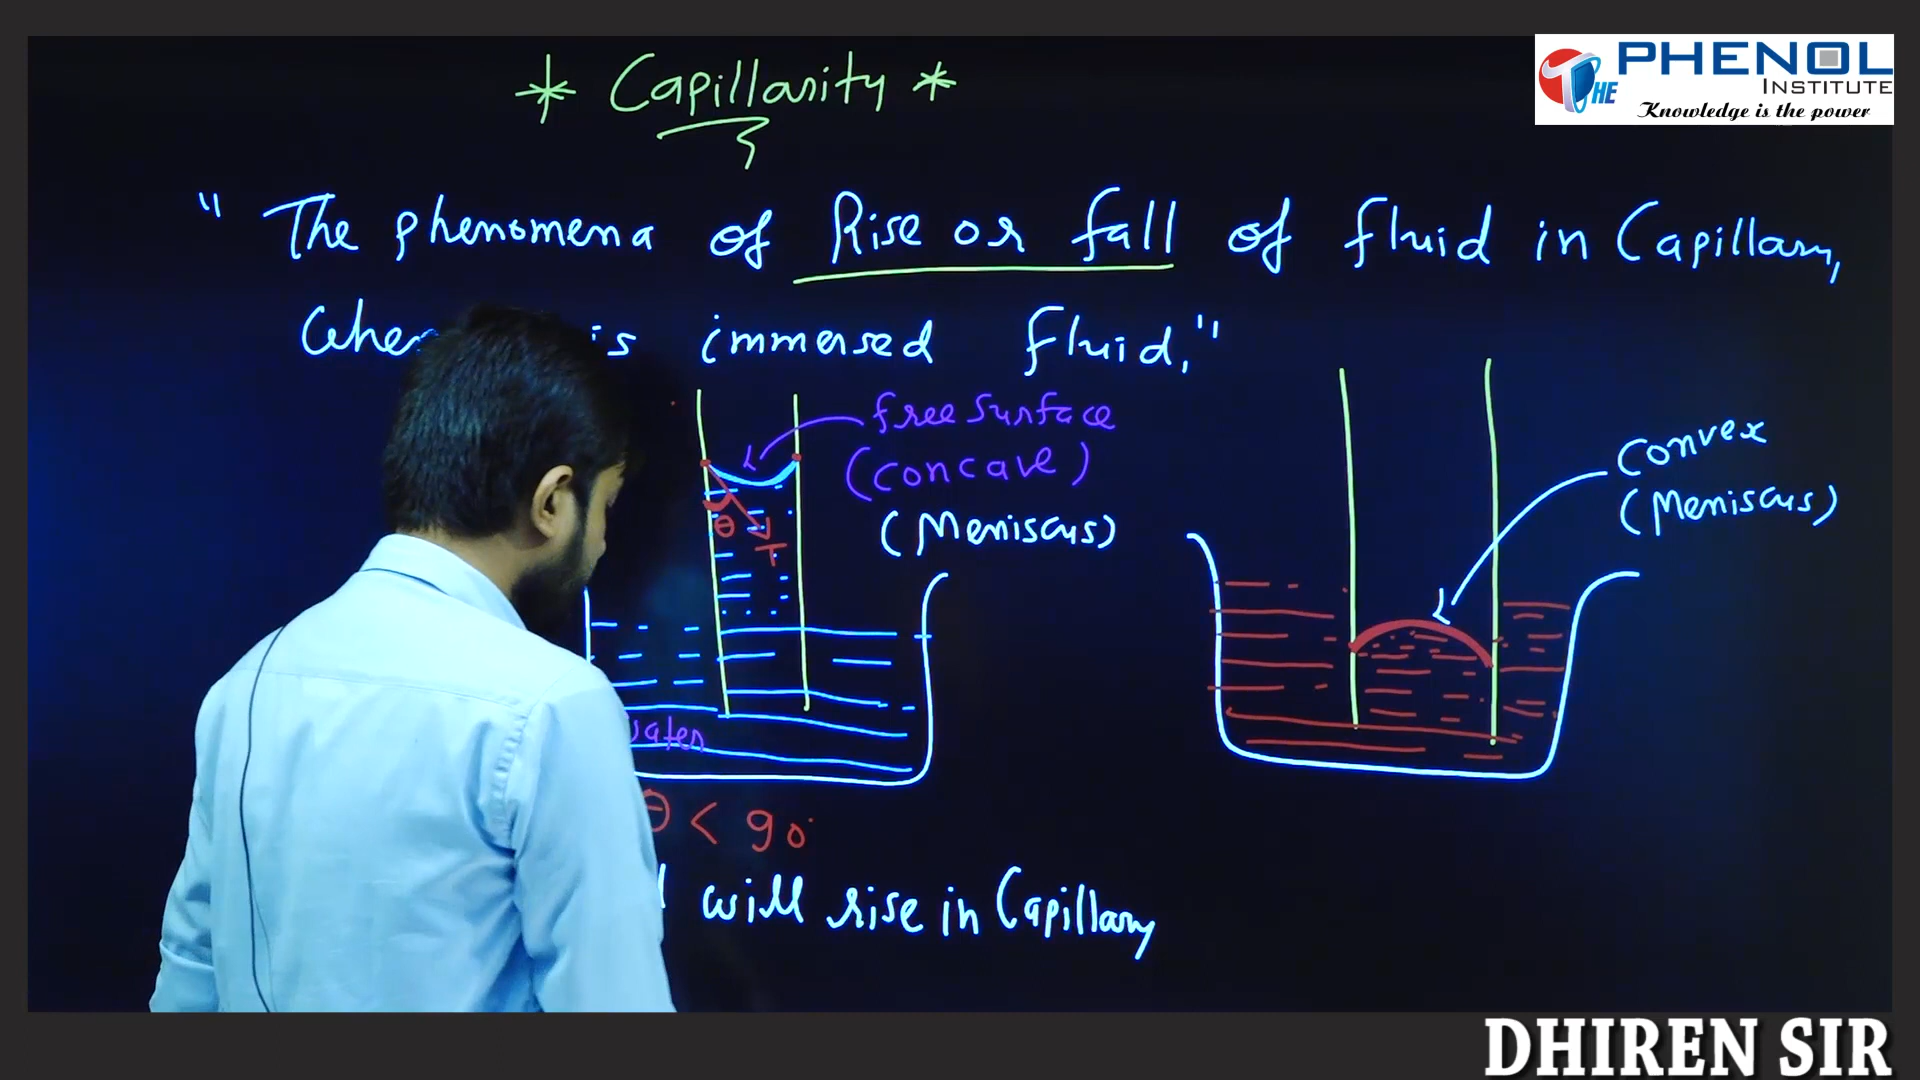 * Capillarity *
THE PHENOL
INSTITUTE
Knowledge is the power
" The phenomena of Rise or fall of fluid in Capillary,
is immersed fluid."
free surface
(concave)
(Meniscus)
convex
(Meniscus)
θ
T
θ < 90°
will rise in Capillary
DHIREN SIR